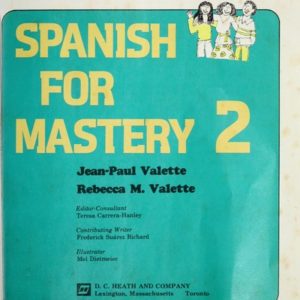 SPANISH
FOR
MASTERY 2
Jean-Paul Valette
Rebecca M. Valette
Editor-Consultant
Teresa Carrera-Hanley
Contributing Writer
Frederick Suárez Richard
Illustrator
Mel Dietmeier
D. C. HEATH AND COMPANY
Lexington, Massachusetts Toronto